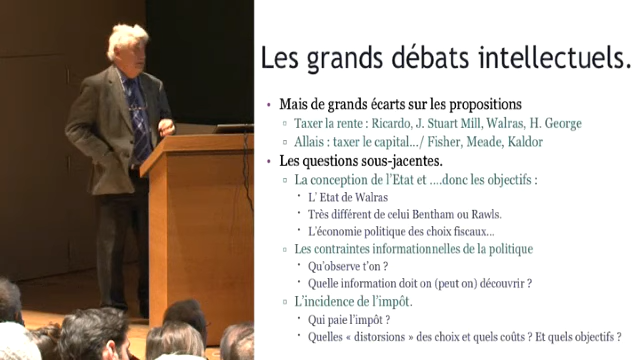 Les grands débats intellectuels.
Mais de grands écarts sur les propositions
Taxer la rente : Ricardo, J. Stuart Mill, Walras, H. George
Allais : taxer le capital…/ Fisher, Meade, Kaldor
Les questions sous-jacentes.
La conception de l'Etat et ….donc les objectifs :
L' Etat de Walras
Très différent de celui Bentham ou Rawls.
L'économie politique des choix fiscaux…
Les contraintes informationnelles de la politique
Qu'observe t'on ?
Quelle information doit on (peut on) découvrir ?
L'incidence de l'impôt.
Qui paie l'impôt ?
Quelles « distorsions » des choix et quels coûts ? Et quels objectifs ?